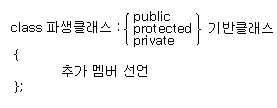 public
class 파생클래스 : { protected } 기반클래스
private
{
추가 멤버 선언
};